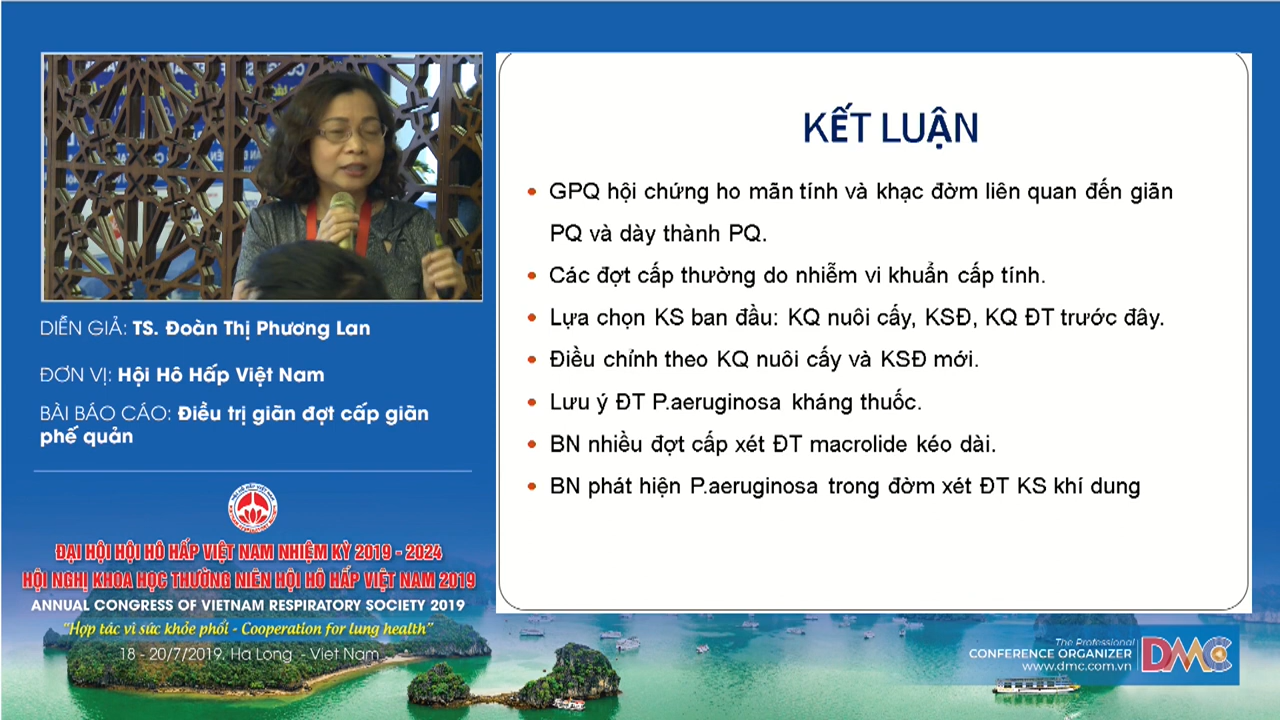 DIỄN GIẢ: TS. Đoàn Thị Phương Lan
ĐƠN VỊ: Hội Hô Hấp Việt Nam
BÀI BÁO CÁO: Điều trị giãn đợt cấp giãn
phế quản
ĐẠI HỘI HỘI HÔ HẤP VIỆT NAM NHIỆM KỲ 2019 - 2024
HỘI NGHỊ KHOA HỌC THƯỜNG NIÊN HỘI HÔ HẤP VIỆT NAM 2019
ANNUAL CONGRESS OF VIETNAM RESPIRATORY SOCIETY 2019
“Hợp tác vì sức khỏe phổi - Cooperation for lung health”
18 - 20/7/2019. Ha Long - Viet Nam
KẾT LUẬN
• GPQ hội chứng ho mãn tính và khạc đờm liên quan đến giãn
PQ và dày thành PQ.
• Các đợt cấp thường do nhiễm vi khuẩn cấp tính.
• Lựa chọn KS ban đầu: KQ nuôi cấy, KSĐ, KQ ĐT trước đây.
• Điều chỉnh theo KQ nuôi cấy và KSĐ mới.
• Lưu ý ĐT P.aeruginosa kháng thuốc.
• BN nhiều đợt cấp xét ĐT macrolide kéo dài.
• BN phát hiện P.aeruginosa trong đờm xét ĐT KS khí dung
The Professional
CONFERENCE ORGANIZER
www.dmc.com.vn
DMC